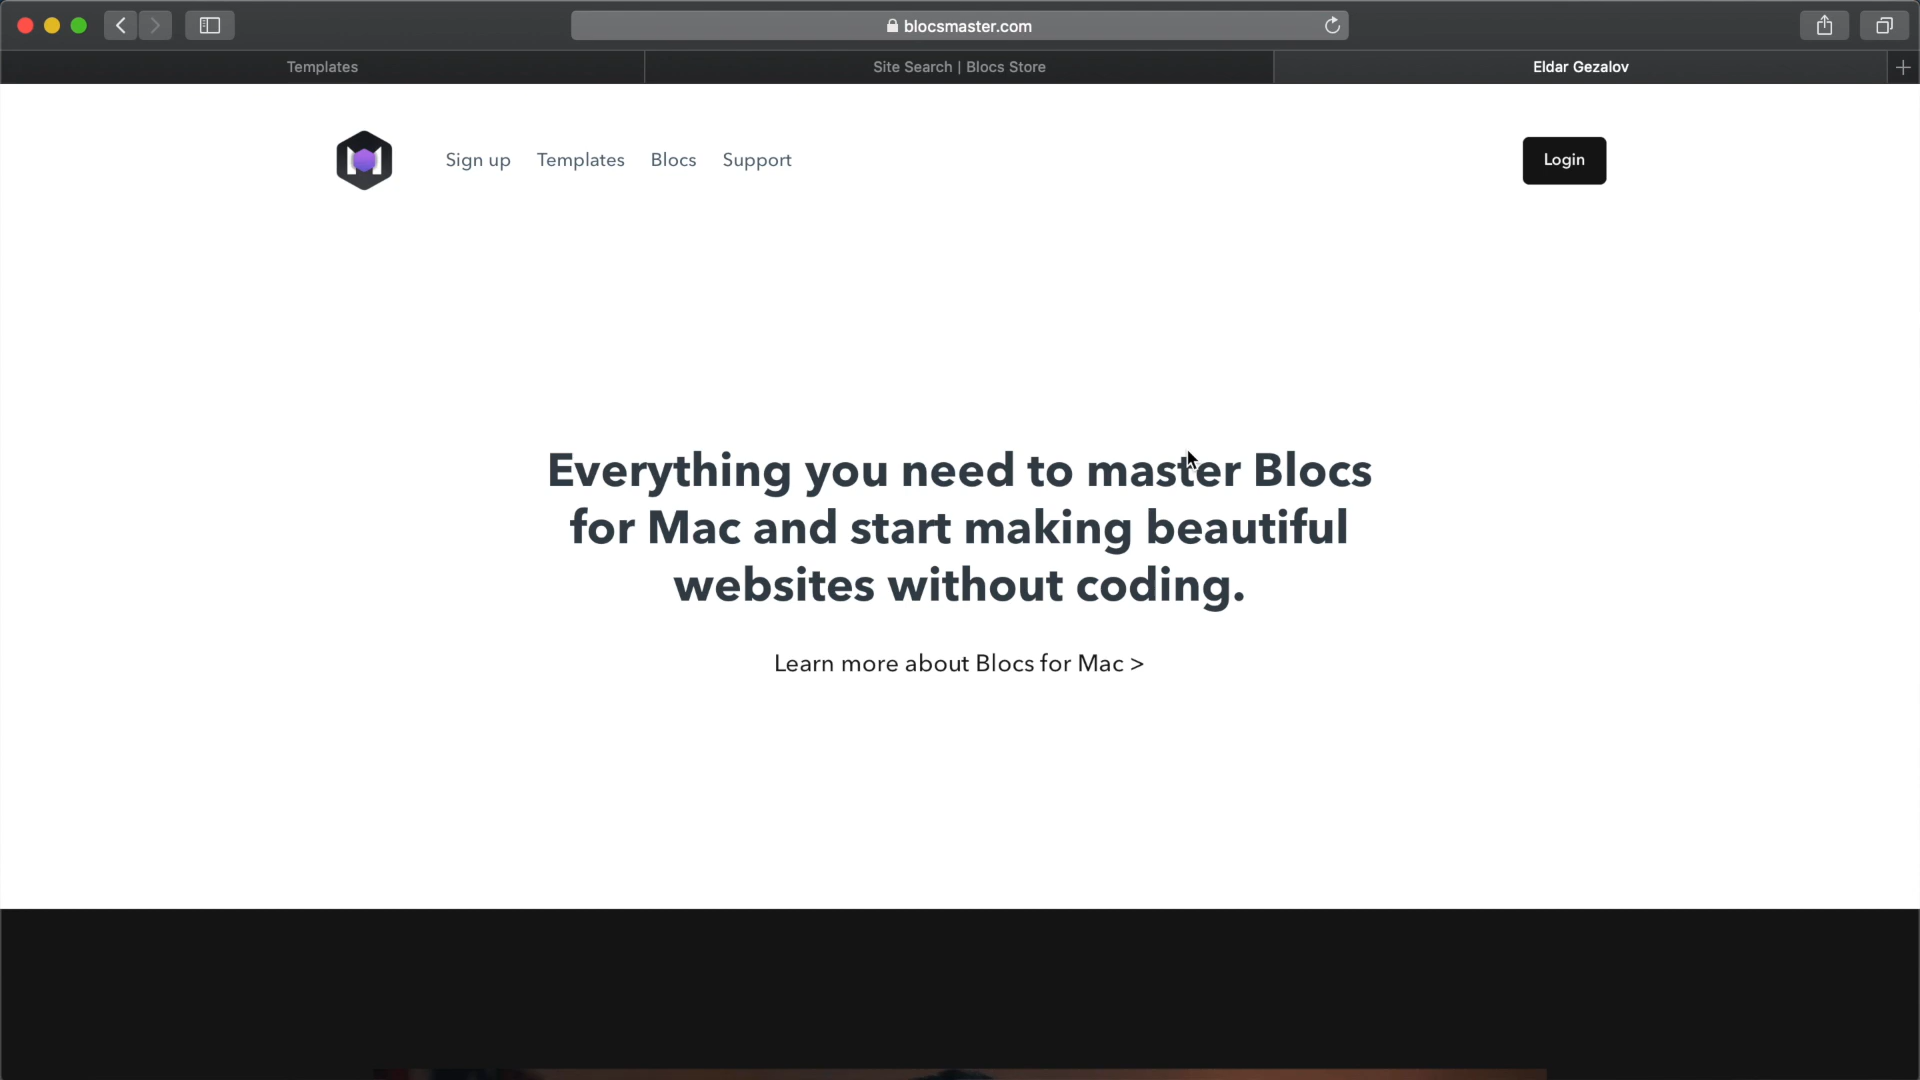 blocsmaster.com
Templates
Site Search | Blocs Store
Eldar Gezalov
Sign up
Templates
Blocs
Support
Login
Everything you need to master Blocs
for Mac and start making beautiful
websites without coding.
Learn more about Blocs for Mac >